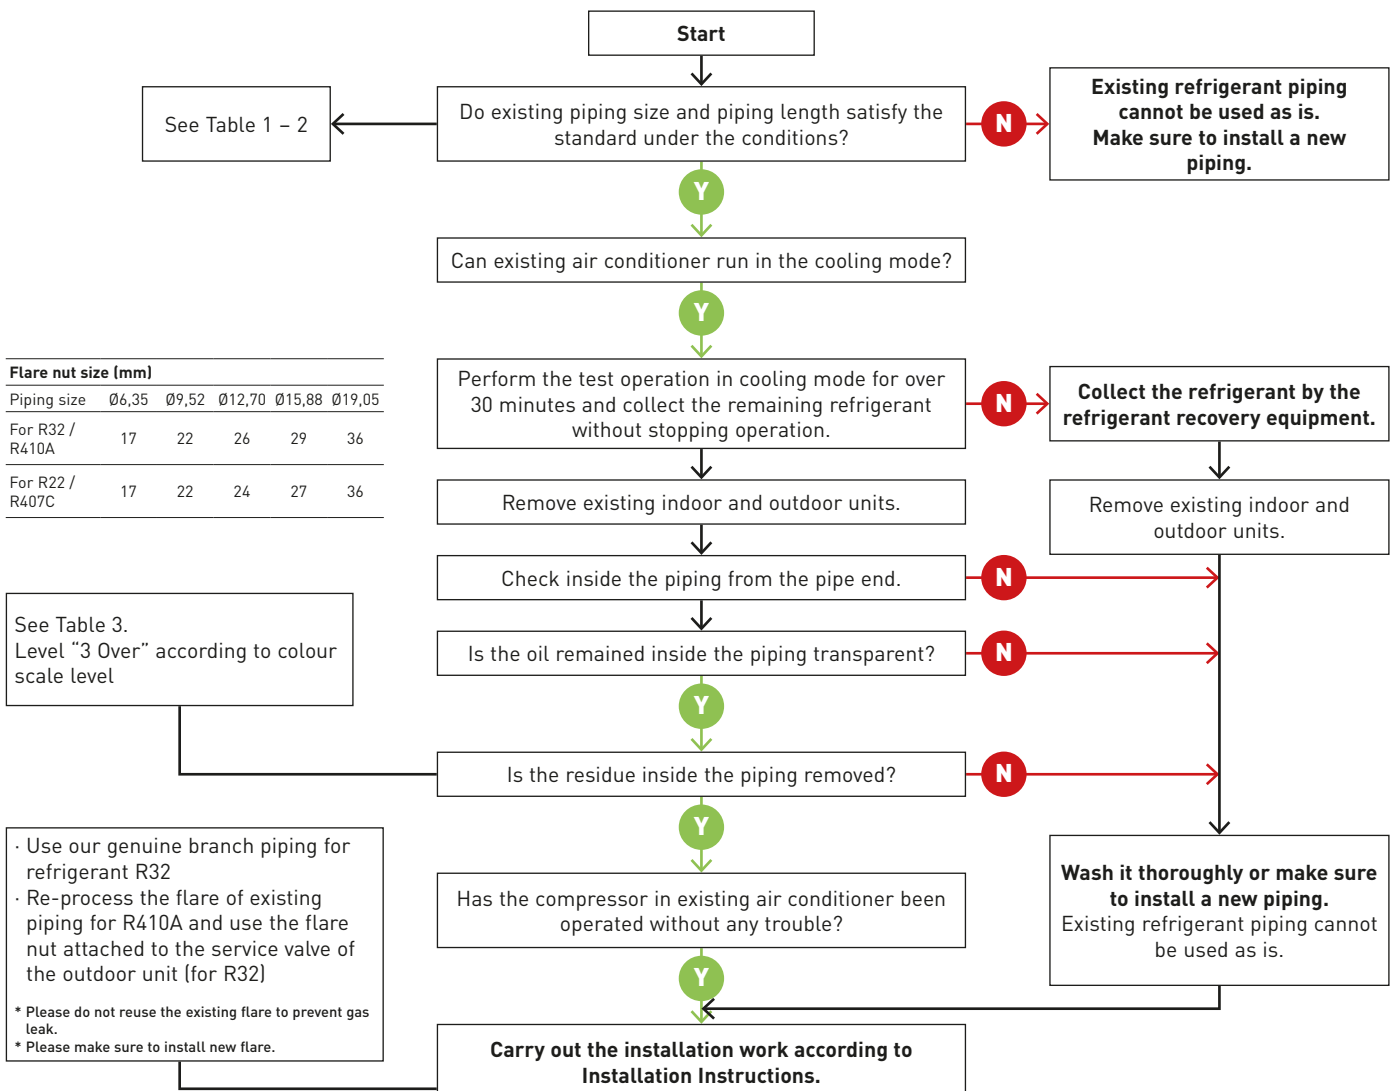 Start
See Table 1 – 2
Do existing piping size and piping length satisfy the
standard under the conditions?
N
Existing refrigerant piping
cannot be used as is.
Make sure to install a new
piping.
Y
Can existing air conditioner run in the cooling mode?
Y
Flare nut size (mm)
Piping size Ø6,35 Ø9,52 Ø12,70 Ø15,88 Ø19,05
For R32 /
R410A 17 22 26 29 36
For R22 /
R407C 17 22 24 27 36
Perform the test operation in cooling mode for over
30 minutes and collect the remaining refrigerant
without stopping operation.
N
Collect the refrigerant by the
refrigerant recovery equipment.
Remove existing indoor and outdoor units.
Remove existing indoor and
outdoor units.
Check inside the piping from the pipe end.
N
See Table 3.
Level “3 Over” according to colour
scale level
Is the oil remained inside the piping transparent?
N
Y
Is the residue inside the piping removed?
N
Y
· Use our genuine branch piping for
refrigerant R32
· Re-process the flare of existing
piping for R410A and use the flare
nut attached to the service valve of
the outdoor unit (for R32)
* Please do not reuse the existing flare to prevent gas
leak.
* Please make sure to install new flare.
Has the compressor in existing air conditioner been
operated without any trouble?
Wash it thoroughly or make sure
to install a new piping.
Existing refrigerant piping cannot
be used as is.
Y
Carry out the installation work according to
Installation Instructions.